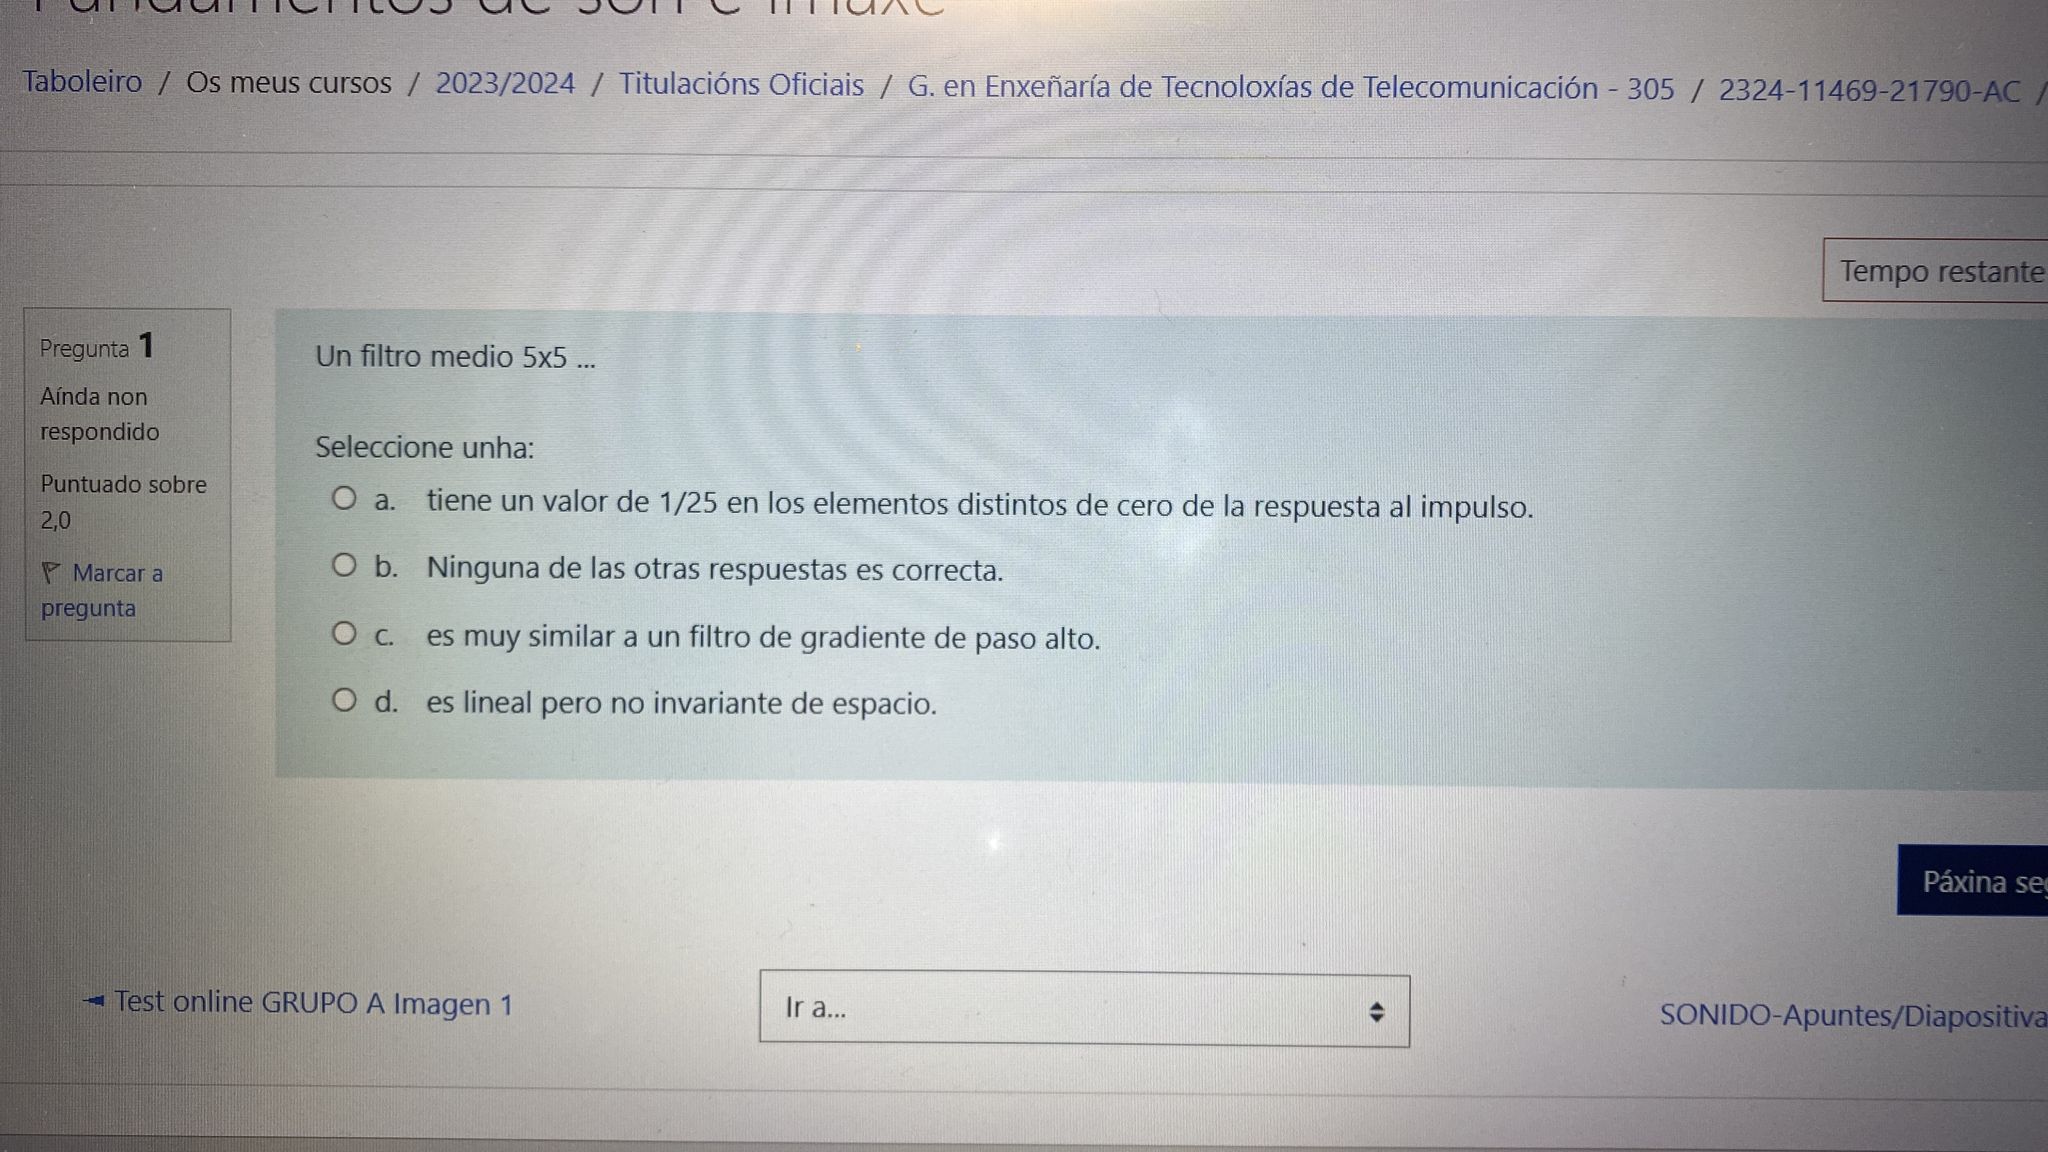 Fundamentos de son e imaxe
Taboleiro / Os meus cursos / 2023/2024 / Titulacións Oficiais / G. en Enxeñaría de Tecnoloxías de Telecomunicación - 305 / 2324-11469-21790-AC /
Tempo restante
Pregunta 1
Aínda non
respondido
Puntuado sobre
2,0
Marcar a
pregunta
Un filtro medio 5x5 ...
Seleccione unha:
a. tiene un valor de 1/25 en los elementos distintos de cero de la respuesta al impulso.
b. Ninguna de las otras respuestas es correcta.
c. es muy similar a un filtro de gradiente de paso alto.
d. es lineal pero no invariante de espacio.
Páxina
◄ Test online GRUPO A Imagen 1
Ir a...
SONIDO-Apuntes/Diapositiva